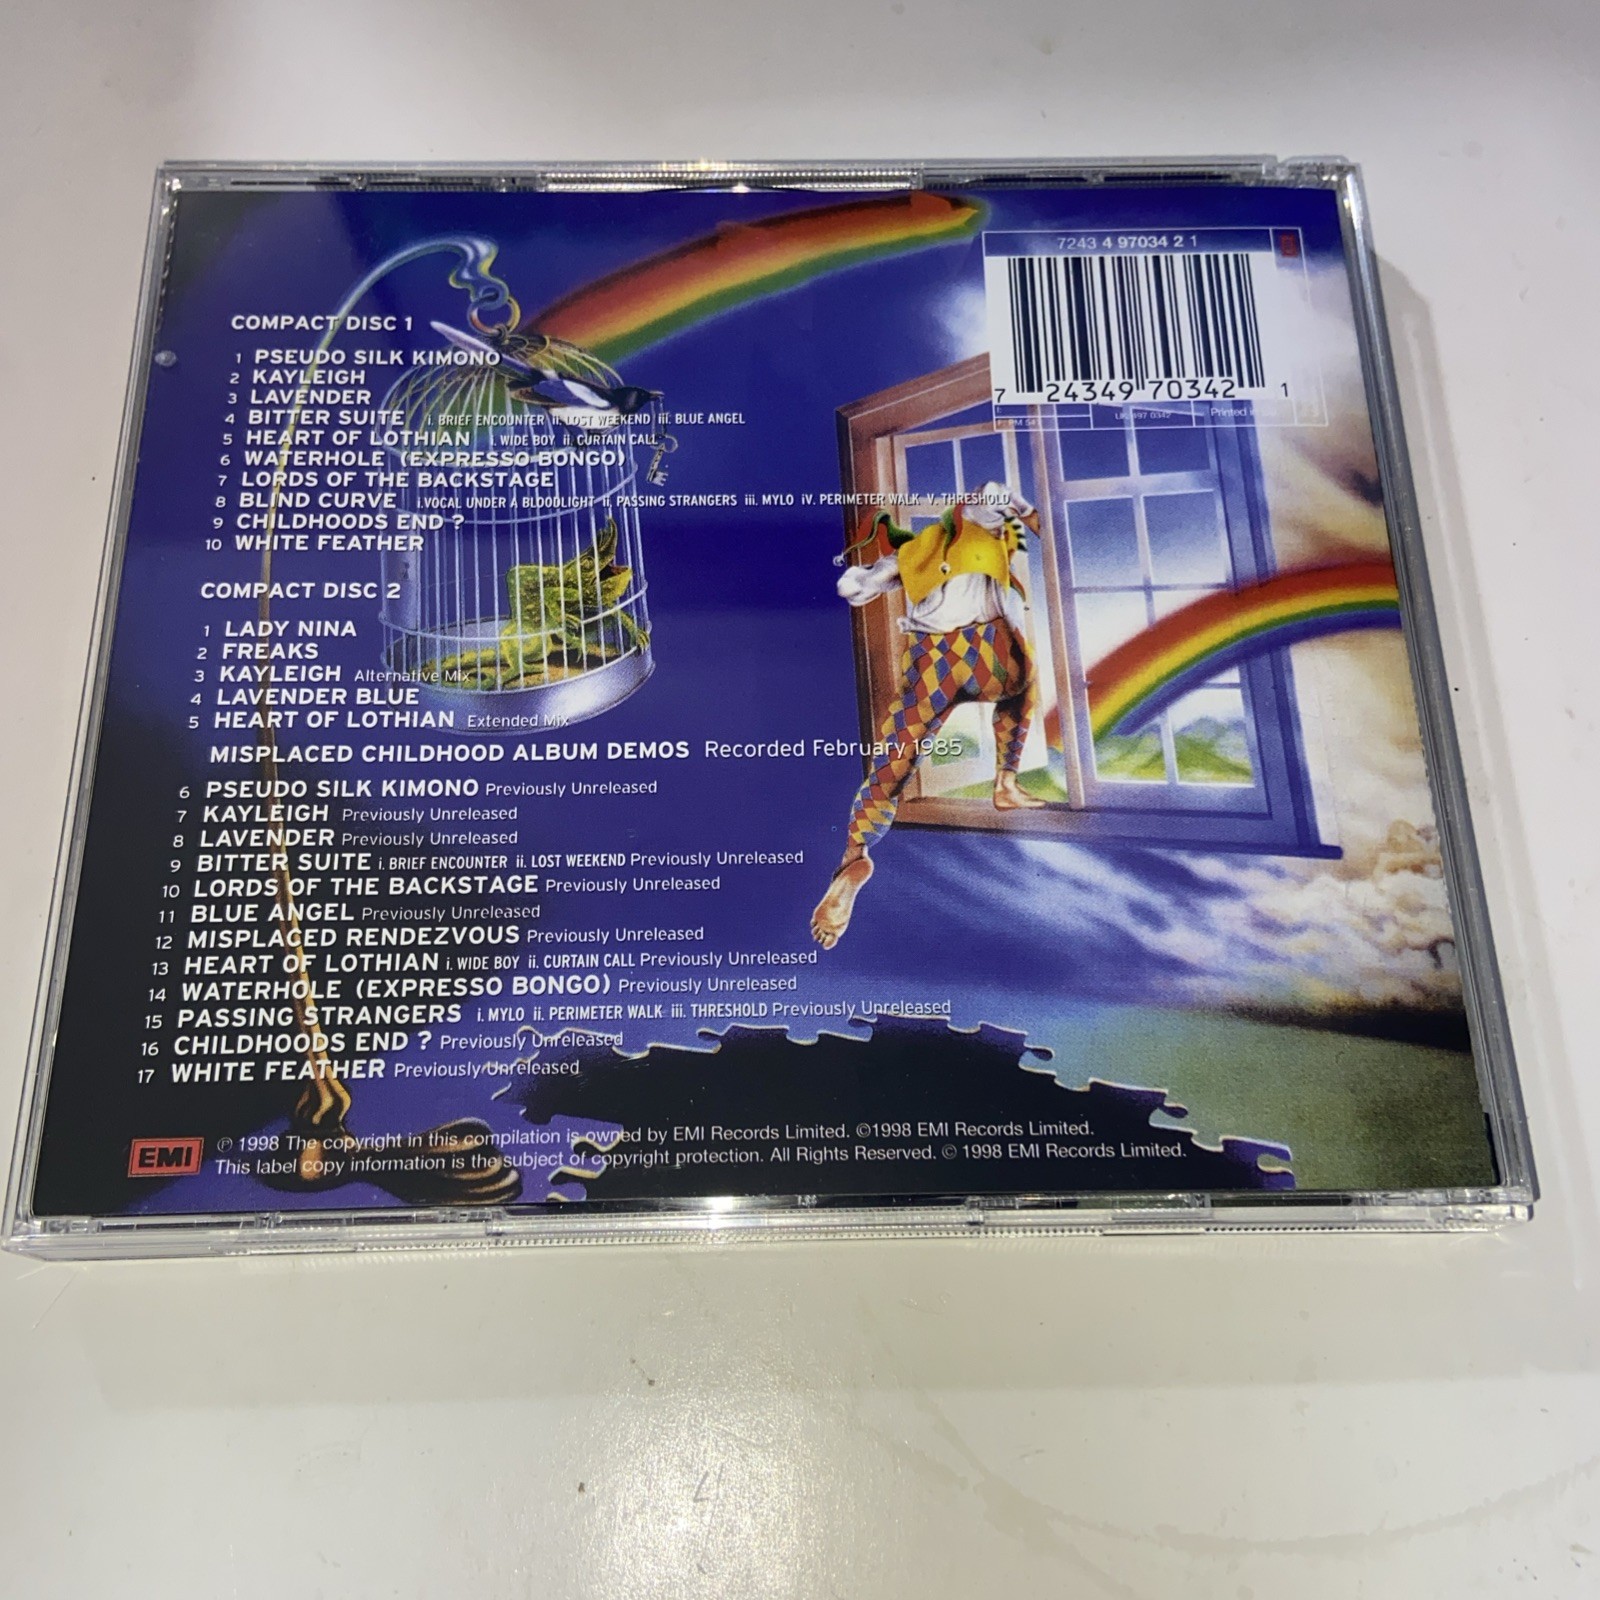 7243 4 97034 2 1
7 24349 70342 1
Printed in
COMPACT DISC 1
1 PSEUDO SILK KIMONO
2 KAYLEIGH
3 LAVENDER
4 BITTER SUITE i. BRIEF ENCOUNTER ii. LOST WEEKEND iii. BLUE ANGEL
5 HEART OF LOTHIAN i. WIDE BOY ii. CURTAIN CALL
6 WATERHOLE (EXPRESSO BONGO)
7 LORDS OF THE BACKSTAGE
8 BLIND CURVE i.VOCAL UNDER A BLOODLIGHT ii. PASSING STRANGERS iii. MYLO iV. PERIMETER WALK V. THRESHOLD
9 CHILDHOODS END ?
10 WHITE FEATHER
COMPACT DISC 2
1 LADY NINA
2 FREAKS
3 KAYLEIGH Alternative Mix
4 LAVENDER BLUE
5 HEART OF LOTHIAN Extended Mix
MISPLACED CHILDHOOD ALBUM DEMOS Recorded February 1985
6 PSEUDO SILK KIMONO Previously Unreleased
7 KAYLEIGH Previously Unreleased
8 LAVENDER Previously Unreleased
9 BITTER SUITE i. BRIEF ENCOUNTER ii. LOST WEEKEND Previously Unreleased
10 LORDS OF THE BACKSTAGE Previously Unreleased
11 BLUE ANGEL Previously Unreleased
12 MISPLACED RENDEZVOUS Previously Unreleased
13 HEART OF LOTHIAN i. WIDE BOY ii. CURTAIN CALL Previously Unreleased
14 WATERHOLE (EXPRESSO BONGO) Previously Unreleased
15 PASSING STRANGERS i. MYLO ii. PERIMETER WALK iii. THRESHOLD Previously Unreleased
16 CHILDHOODS END ? Previously Unreleased
17 WHITE FEATHER Previously Unreleased
EMI ℗ 1998 The copyright in this compilation is owned by EMI Records Limited. ©1998 EMI Records Limited.
This label copy information is the subject of copyright protection. All Rights Reserved. © 1998 EMI Records Limited.